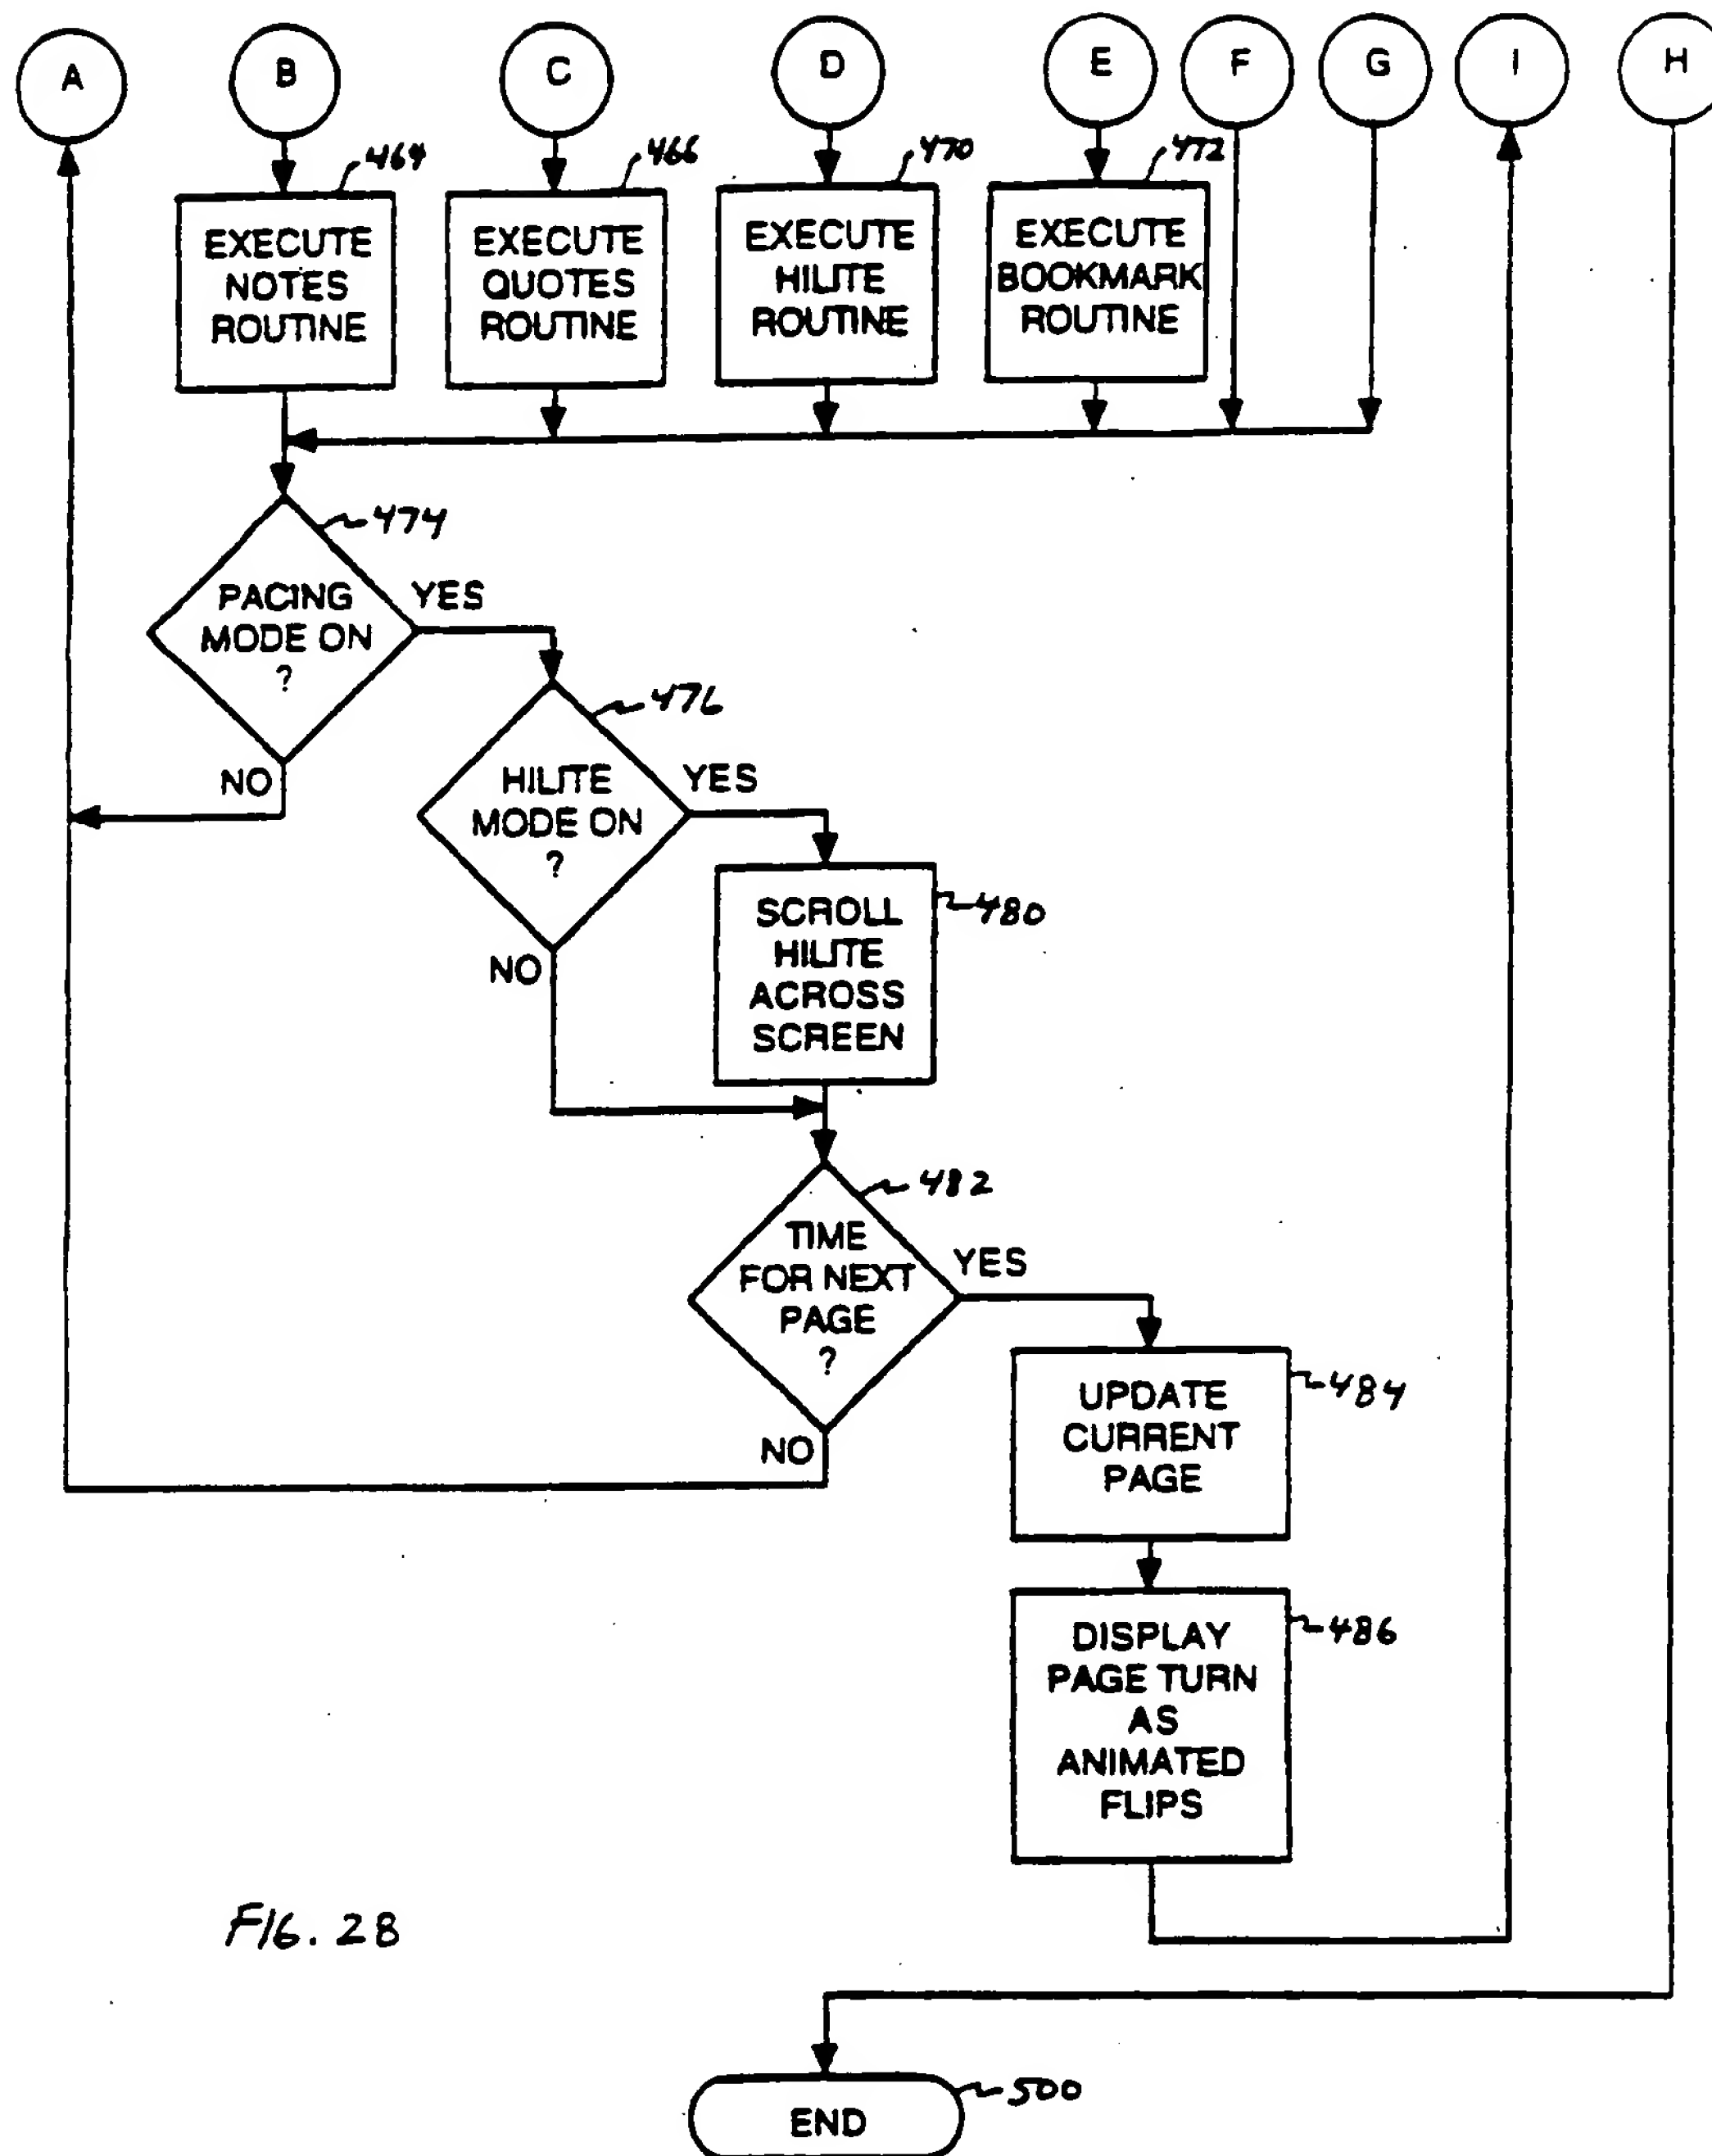 A
B
C
D
E
F
G
I
H
464
466
470
472
EXECUTE
NOTES
ROUTINE
EXECUTE
QUOTES
ROUTINE
EXECUTE
HILITE
ROUTINE
EXECUTE
BOOKMARK
ROUTINE
474
PACING
MODE ON
?
YES
NO
476
HILITE
MODE ON
?
YES
NO
480
SCROLL
HILITE
ACROSS
SCREEN
482
TIME
FOR NEXT
PAGE
?
YES
NO
484
UPDATE
CURRENT
PAGE
486
DISPLAY
PAGE TURN
AS
ANIMATED
FLIPS
FIG. 28
500
END